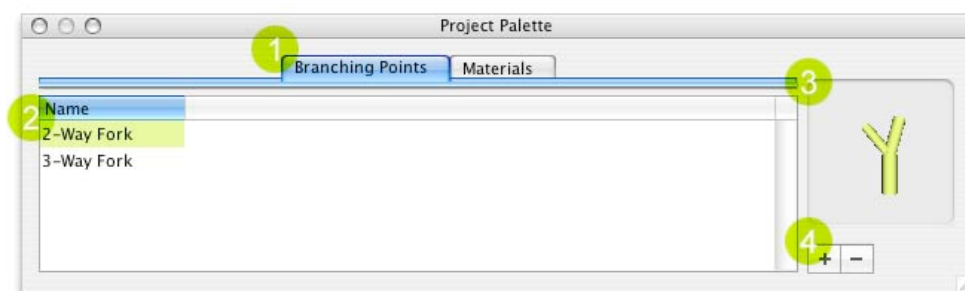 Project Palette
1
Branching Points Materials
3
2
Name
2-Way Fork
3-Way Fork
4
+ −